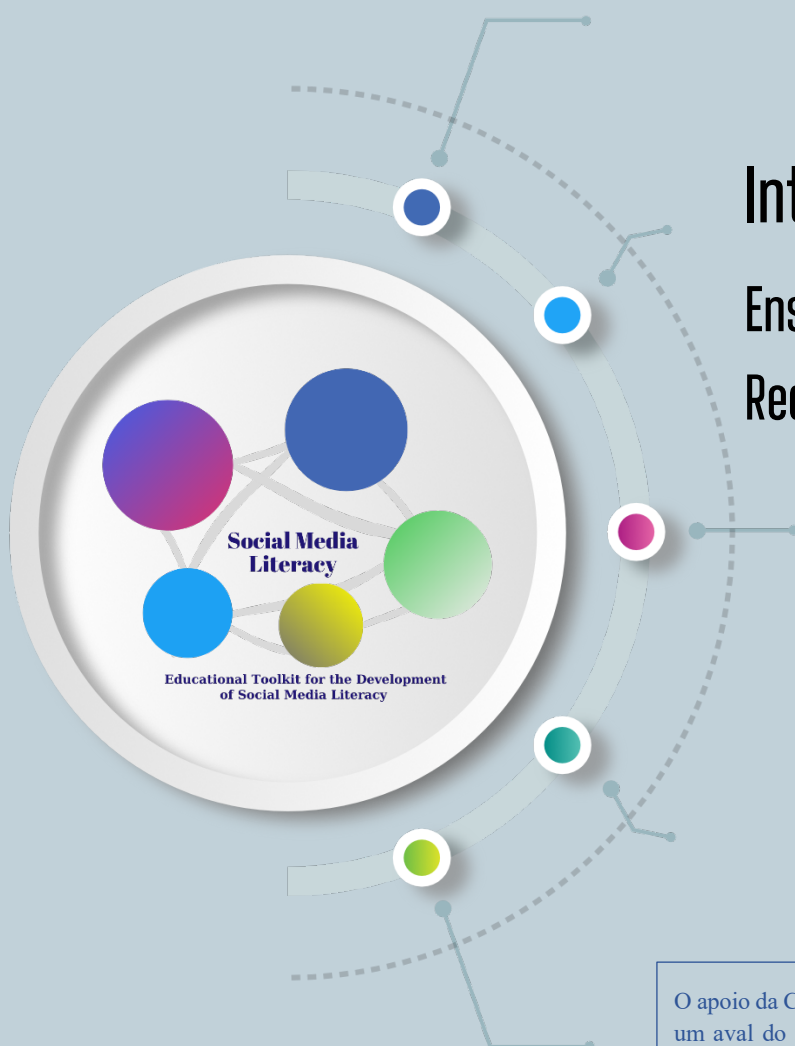 Int
Ens
Red
Social Media
Literacy
Educational Toolkit for the Development
of Social Media Literacy
O apoio da C
um aval do